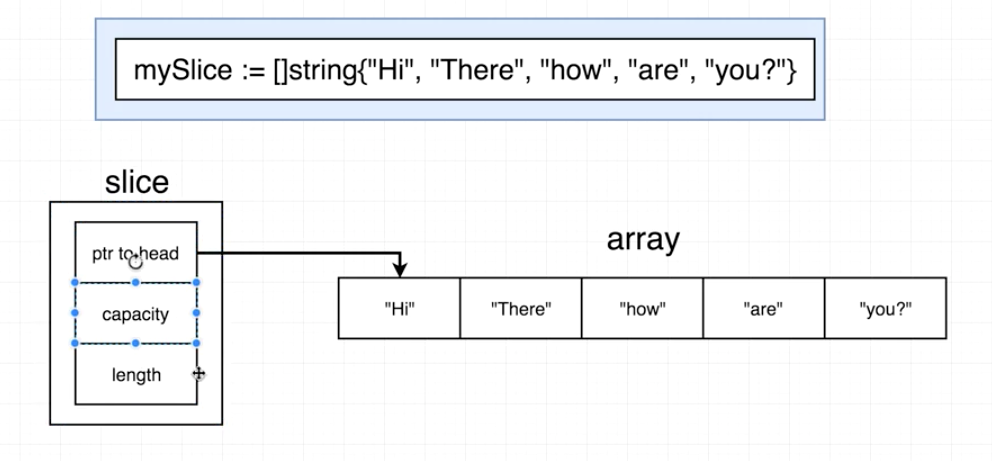 mySlice := []string{"Hi", "There", "how", "are", "you?"}
slice
ptr to head
capacity
length
array
"Hi" "There" "how" "are" "you?"